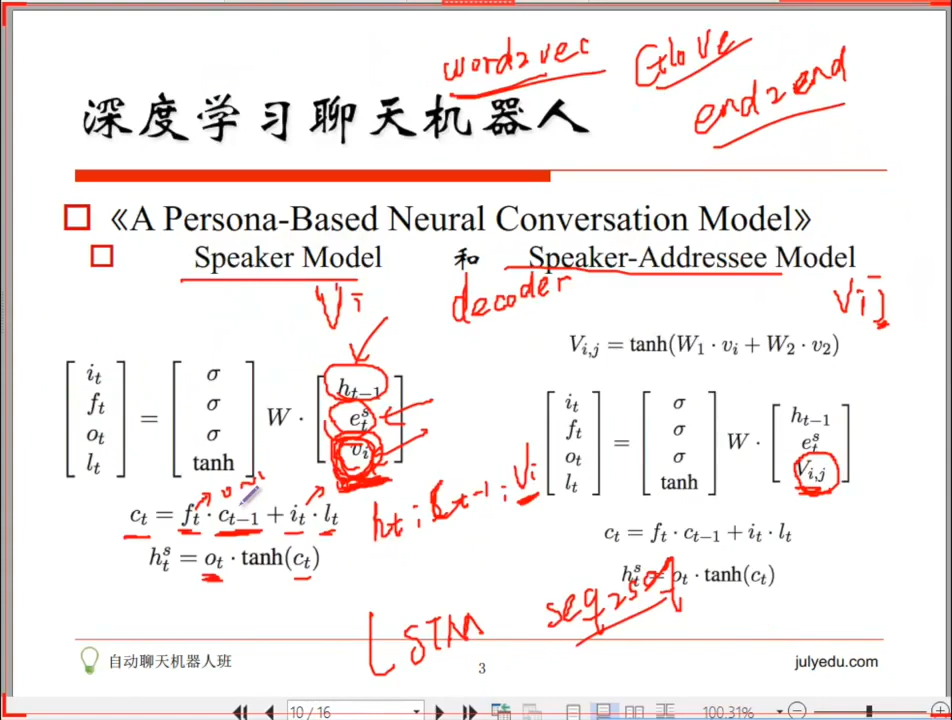 word2vec GloVe
end2end
深度学习聊天机器人
《A Persona-Based Neural Conversation Model》
Speaker Model 和 Speaker-Addressee Model
Vi decoder Vij
V_{i,j} = tanh(W_1 · v_i + W_2 · v_2)
[i_t f_t o_t l_t] = [σ σ σ tanh] W · [h_{t-1} e_t^s v_i]
[i_t f_t o_t l_t] = [σ σ σ tanh] W · [h_{t-1} e_t^s V_{i,j}]
c_t = f_t · c_{t-1} + i_t · l_t
h_t^s = o_t · tanh(c_t)
Vi
c_t = f_t · c_{t-1} + i_t · l_t
h_t^s = o_t · tanh(c_t)
LSTM seq2seq
自动聊天机器人班 3 julyedu.com
10 / 16 100.31%